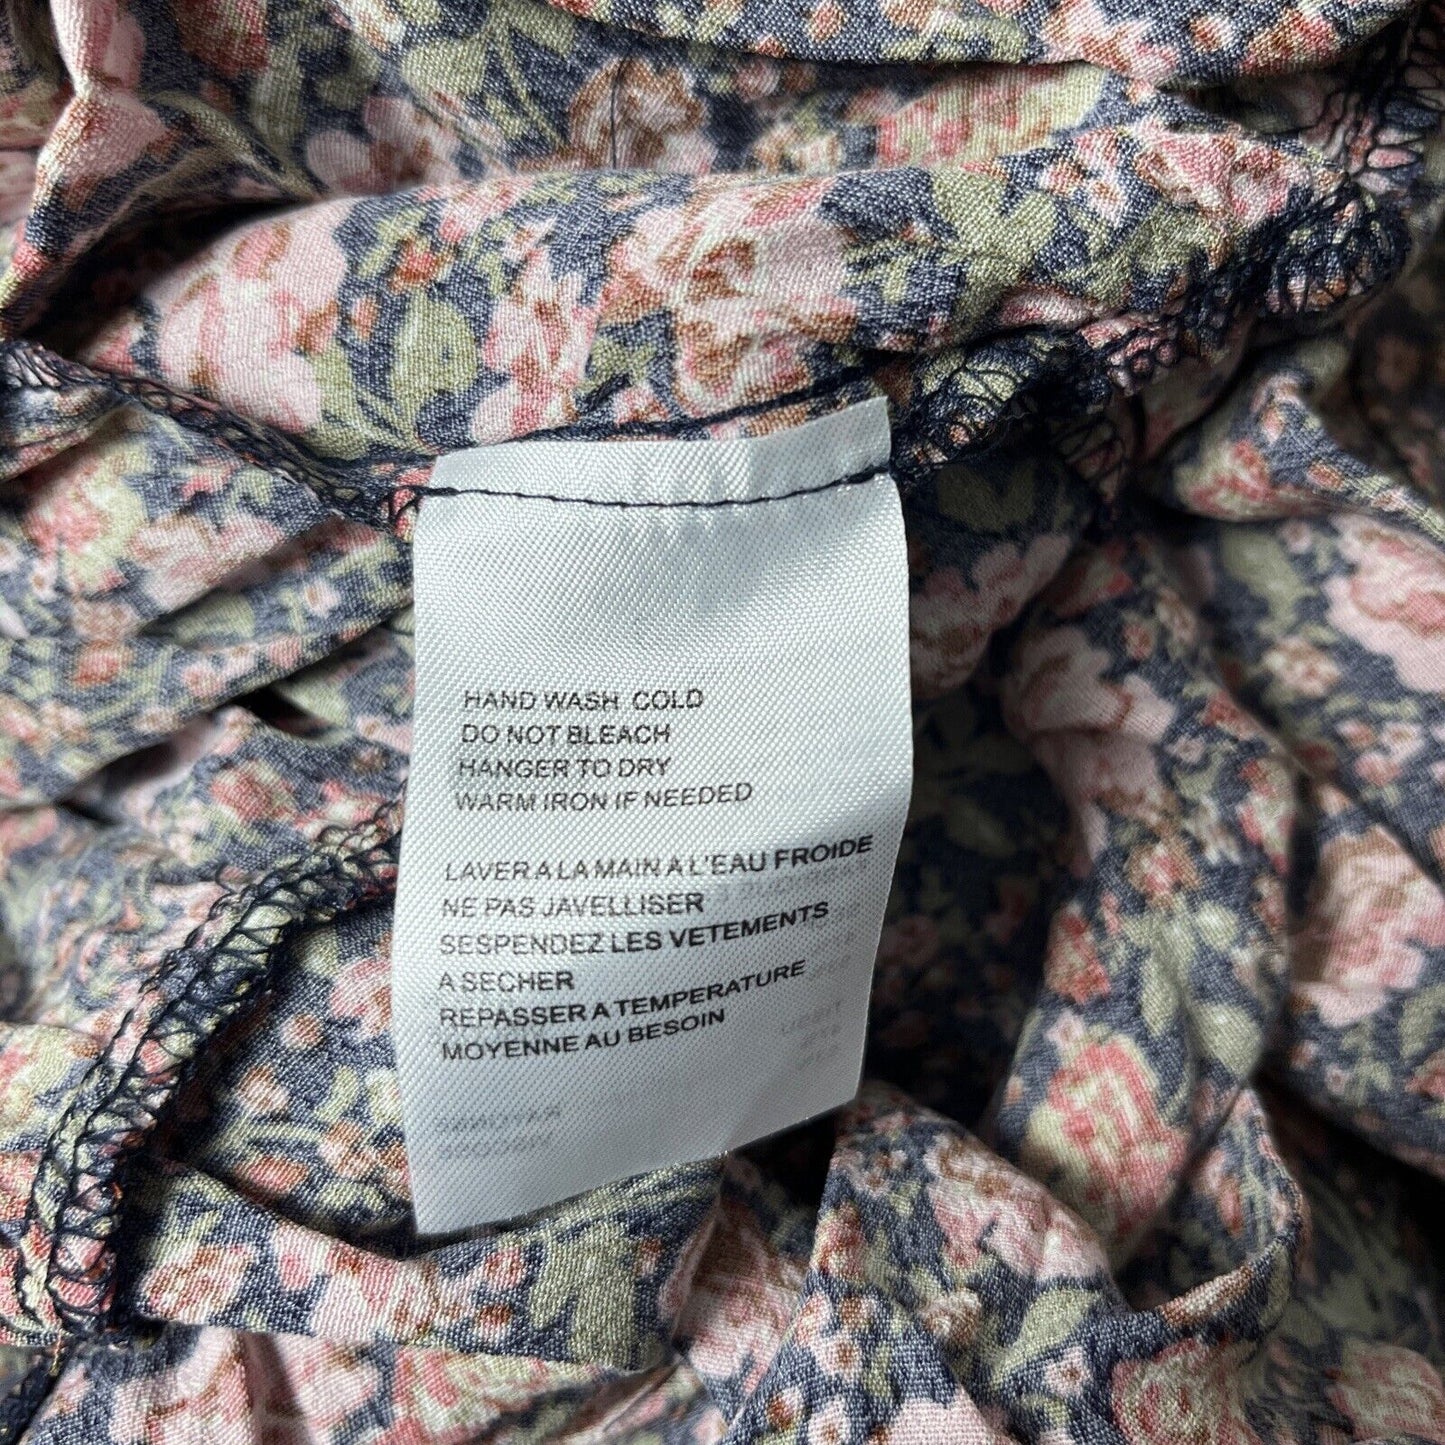 HAND WASH COLD
DO NOT BLEACH
HANGER TO DRY
WARM IRON IF NEEDED
LAVER A LA MAIN A L'EAU FROIDE
NE PAS JAVELLISER
SESPENDEZ LES VETEMENTS
A SECHER
REPASSER A TEMPERATURE
MOYENNE AU BESOIN